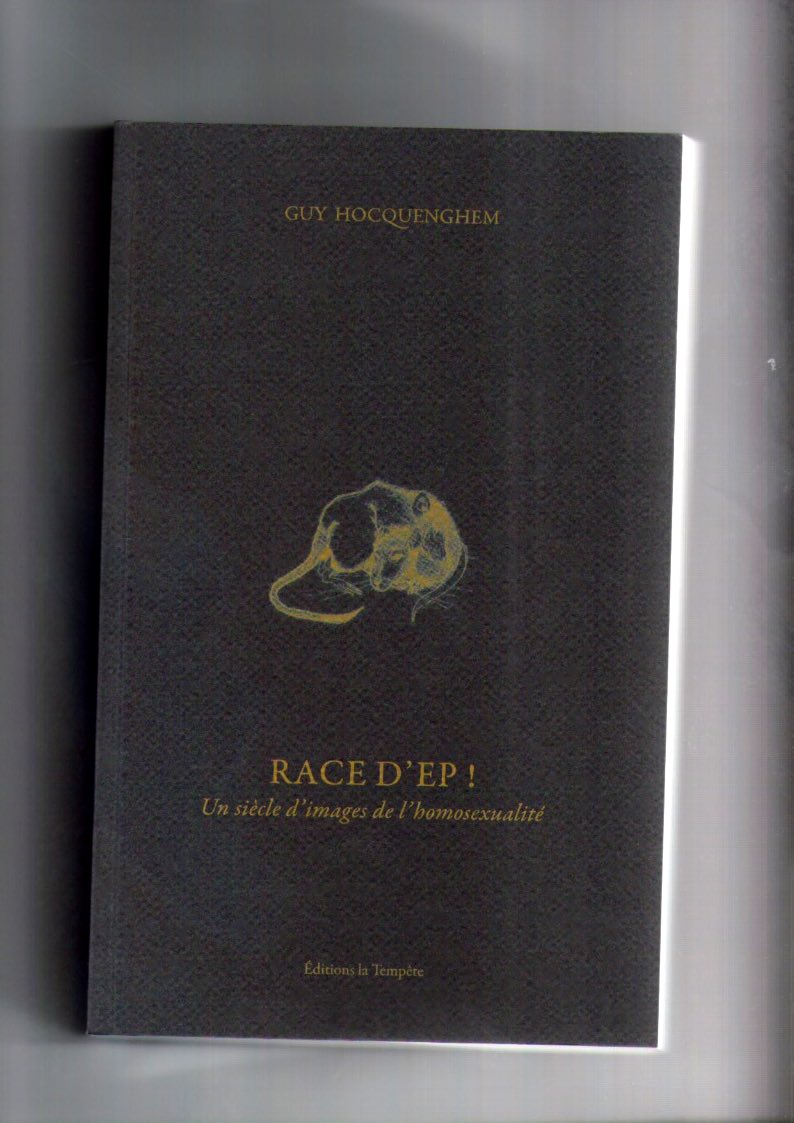 GUY HOCQUENGHEM
RACE D'EP !
Un siècle d'images de l'homosexualité
Éditions la Tempête